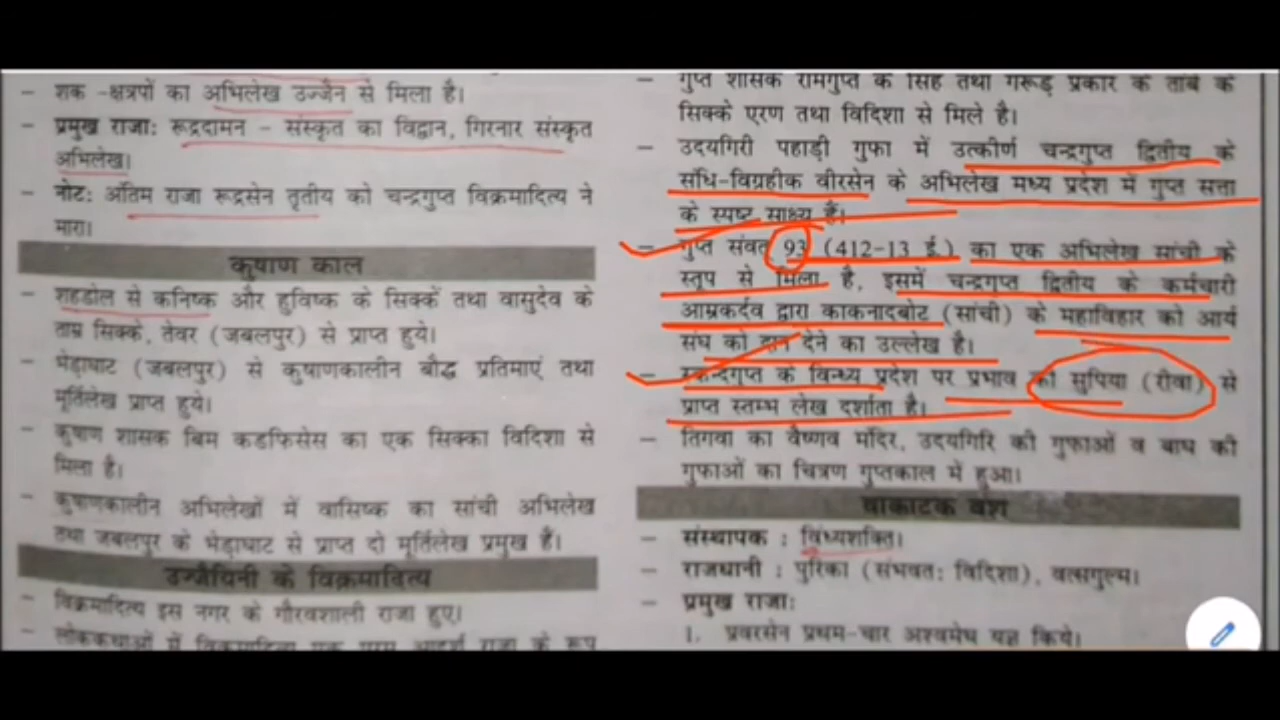 शक -क्षत्रपों का अभिलेख उज्जैन से मिला है।
– प्रमुख राजा: रूद्रदामन – संस्कृत का विद्वान, गिरनार संस्कृत
अभिलेख।
– नोट: अंतिम राजा रूद्रसेन तृतीय को चन्द्रगुप्त विक्रमादित्य ने
मारा।
कुषाण काल
– शहडोल से कनिष्क और हुविष्क के सिक्कें तथा वासुदेव के
ताम्र सिक्के, तेवर (जबलपुर) से प्राप्त हुये।
– भेड़ाघाट (जबलपुर) से कुषाणकालीन बौद्ध प्रतिमाएं तथा
मूर्तिलेख प्राप्त हुये।
– कुषाण शासक बिम कडफिसेस का एक सिक्का विदिशा से
मिला है।
– कुषाणकालीन अभिलेखों में वासिष्क का सांची अभिलेख
तथा जबलपुर के भेड़ाघाट से प्राप्त दो मूर्तिलेख प्रमुख हैं।
उज्जैयिनी के विक्रमादित्य
– विक्रमादित्य इस नगर के गौरवशाली राजा हुए।
– लोककथाओं में विक्रमादित्य एक परम आदर्श राजा के रूप
– गुप्त शासक रामगुप्त के सिंह तथा गरूड़ प्रकार के तांबे के
सिक्के एरण तथा विदिशा से मिले है।
– उदयगिरी पहाड़ी गुफा में उत्कीर्ण चन्द्रगुप्त द्वितीय के
संधि-विग्रहीक वीरसेन के अभिलेख मध्य प्रदेश में गुप्त सत्ता
के स्पष्ट साक्ष्य हैं।
– गुप्त संवत 93 (412-13 ई.) का एक अभिलेख सांची के
स्तूप से मिला है, इसमें चन्द्रगुप्त द्वितीय के कर्मचारी
आम्रकर्दव द्वारा काकनादबोट (सांची) के महाविहार को आर्य
संघ को दान देने का उल्लेख है।
– स्कन्दगुप्त के विन्ध्य प्रदेश पर प्रभाव को सुपिया (रीवा) से
प्राप्त स्तम्भ लेख दर्शाता है।
– तिगवा का वैष्णव मंदिर, उदयगिरि की गुफाओं व बाघ की
गुफाओं का चित्रण गुप्तकाल में हुआ।
वाकाटक वंश
– संस्थापक : विंध्यशक्ति।
– राजधानी : पुरिका (संभवत: विदिशा), वत्सगुल्म।
– प्रमुख राजा:
1. प्रवरसेन प्रथम-चार अश्वमेघ यज्ञ किये।